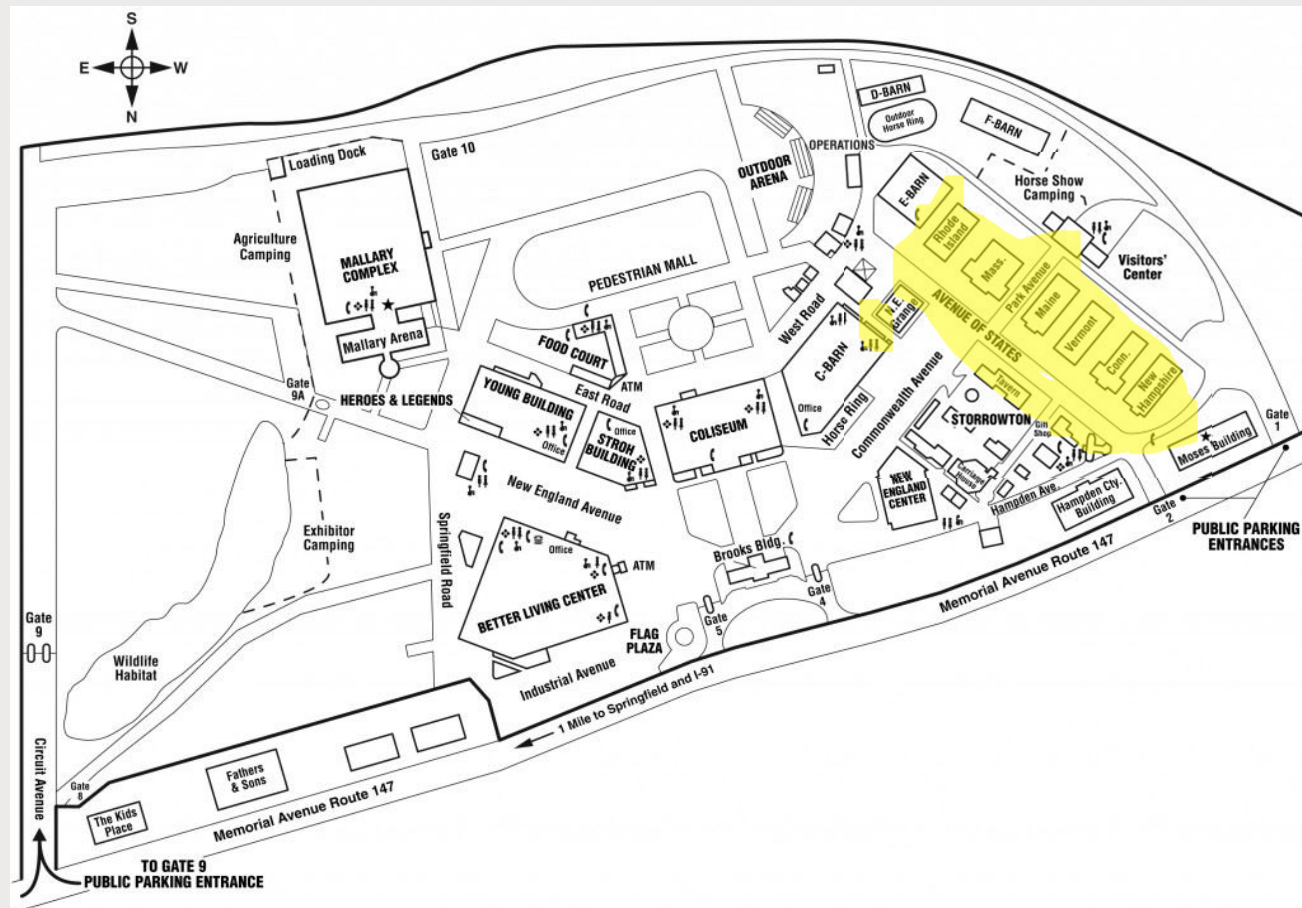 S
E
W
N
Loading Dock
Gate 10
Agriculture
Camping
MALLARY
COMPLEX
Mallary Arena
Gate
9A
HEROES & LEGENDS
PEDESTRIAN MALL
FOOD COURT
ATM
East Road
YOUNG BUILDING
Office
STROH
BUILDING
Office
COLISEUM
New England Avenue
Springfield Road
Exhibitor
Camping
Office
ATM
BETTER LIVING CENTER
Industrial Avenue
FLAG
PLAZA
Gate
5
Gate
4
Brooks Bldg.
OUTDOOR
ARENA
OPERATIONS
D-BARN
Outdoor
Horse Ring
F-BARN
E-BARN
Horse Show
Camping
Visitors'
Center
Rhode
Island
Mass.
Park Avenue
Maine
Vermont
Conn.
New
Hampshire
AVENUE OF STATES
N.E.
Grange
West Road
C-BARN
Office
Horse Ring
Commonwealth Avenue
Tavern
STORROWTON
Gift
Shop
Carriage
House
NEW
ENGLAND
CENTER
Hampden Ave.
Hampden Cty.
Building
Moses Building
Gate
1
Gate
2
PUBLIC PARKING
ENTRANCES
Memorial Avenue Route 147
1 Mile to Springfield and I-91
Gate
9
Wildlife
Habitat
Circuit Avenue
Gate
8
The Kids
Place
Fathers
& Sons
Memorial Avenue Route 147
TO GATE 9
PUBLIC PARKING ENTRANCE